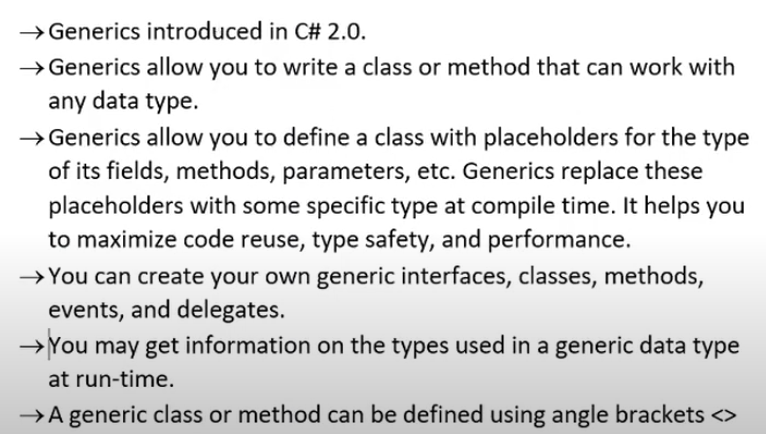 →Generics introduced in C# 2.0.
→Generics allow you to write a class or method that can work with
any data type.
→Generics allow you to define a class with placeholders for the type
of its fields, methods, parameters, etc. Generics replace these
placeholders with some specific type at compile time. It helps you
to maximize code reuse, type safety, and performance.
→You can create your own generic interfaces, classes, methods,
events, and delegates.
→You may get information on the types used in a generic data type
at run-time.
→A generic class or method can be defined using angle brackets <>